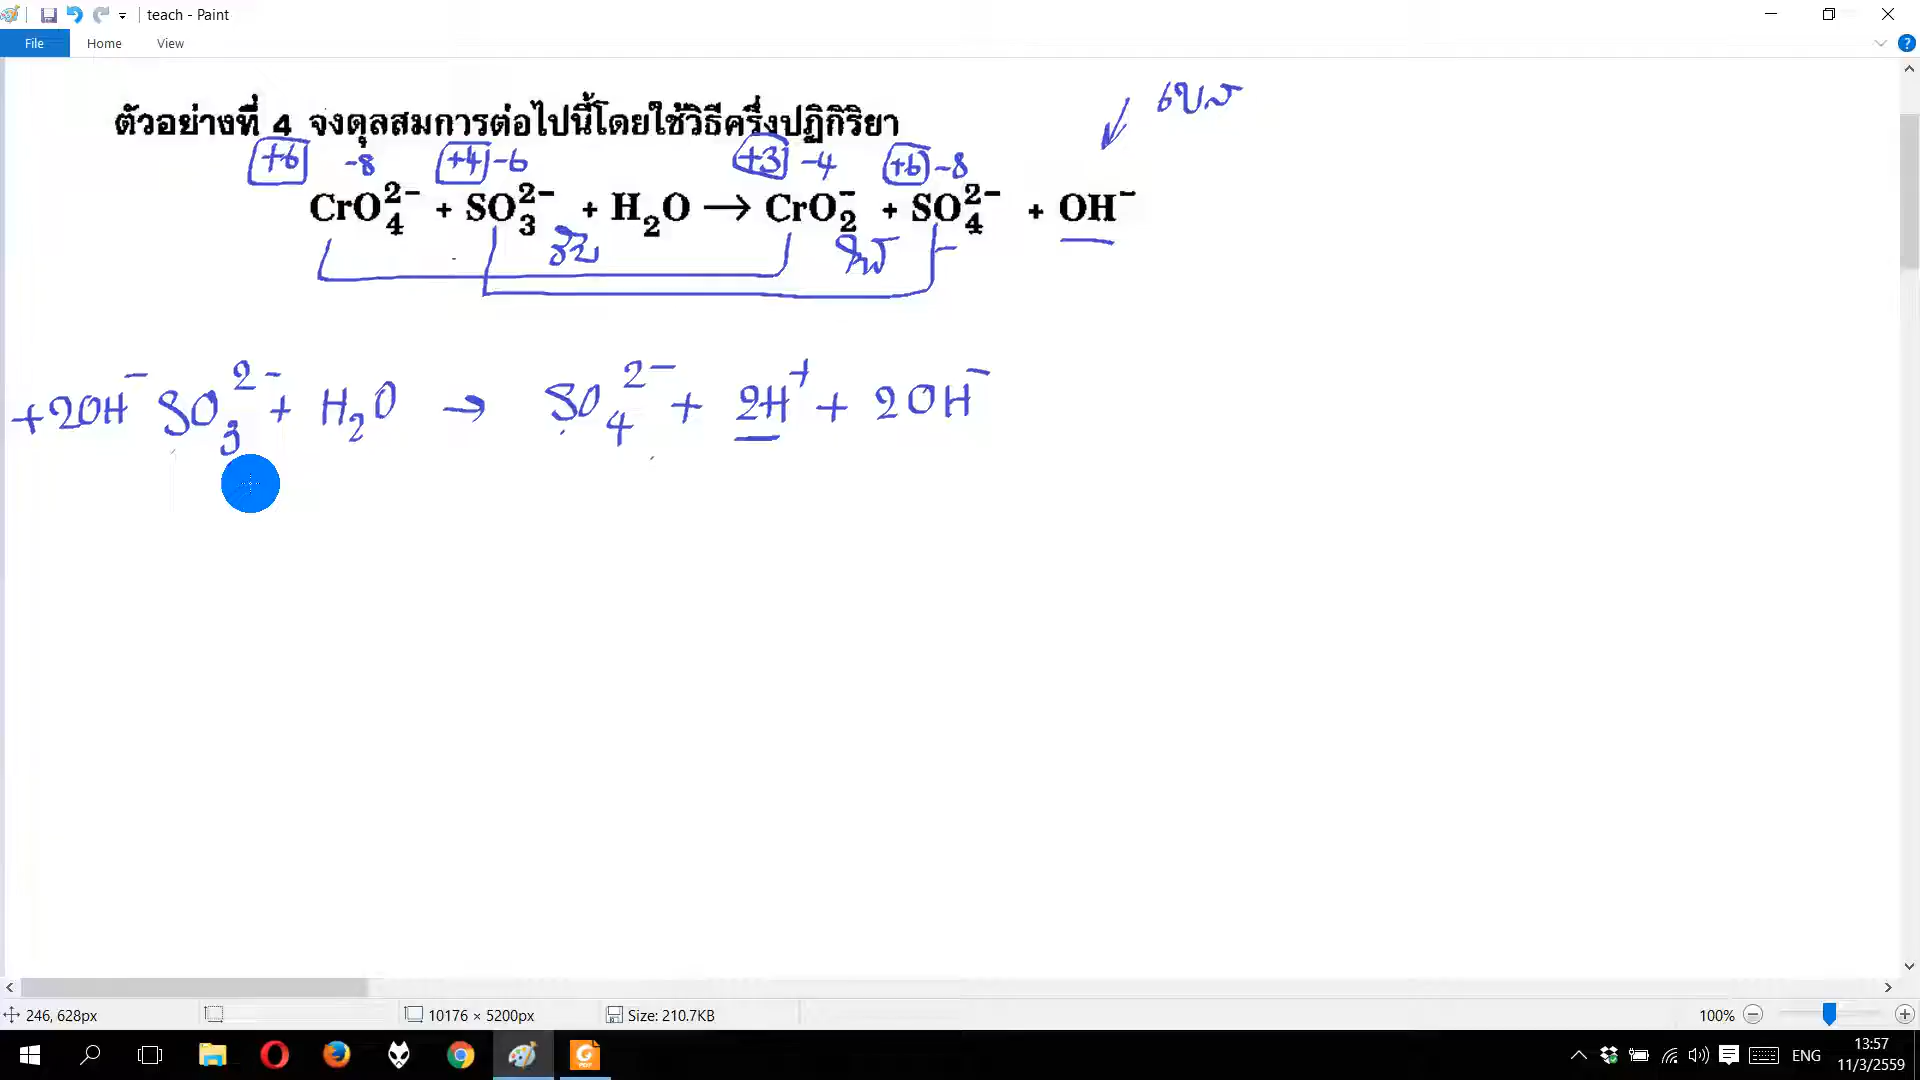 teach - Paint
File Home View
เบส
ตัวอย่างที่ 4 จงดุลสมการต่อไปนี้โดยใช้วิธีครึ่งปฏิกิริยา
+6 -8 +4 -6 +3 -4 +6 -8
CrO₄²⁻ + SO₃²⁻ + H₂O → CrO₂⁻ + SO₄²⁻ + OH⁻
+2OH⁻ SO₃²⁻ + H₂O → SO₄²⁻ + 2H⁺ + 2OH⁻
246, 628px 10176 × 5200px Size: 210.7KB 100%
ENG 13:57
11/3/2559